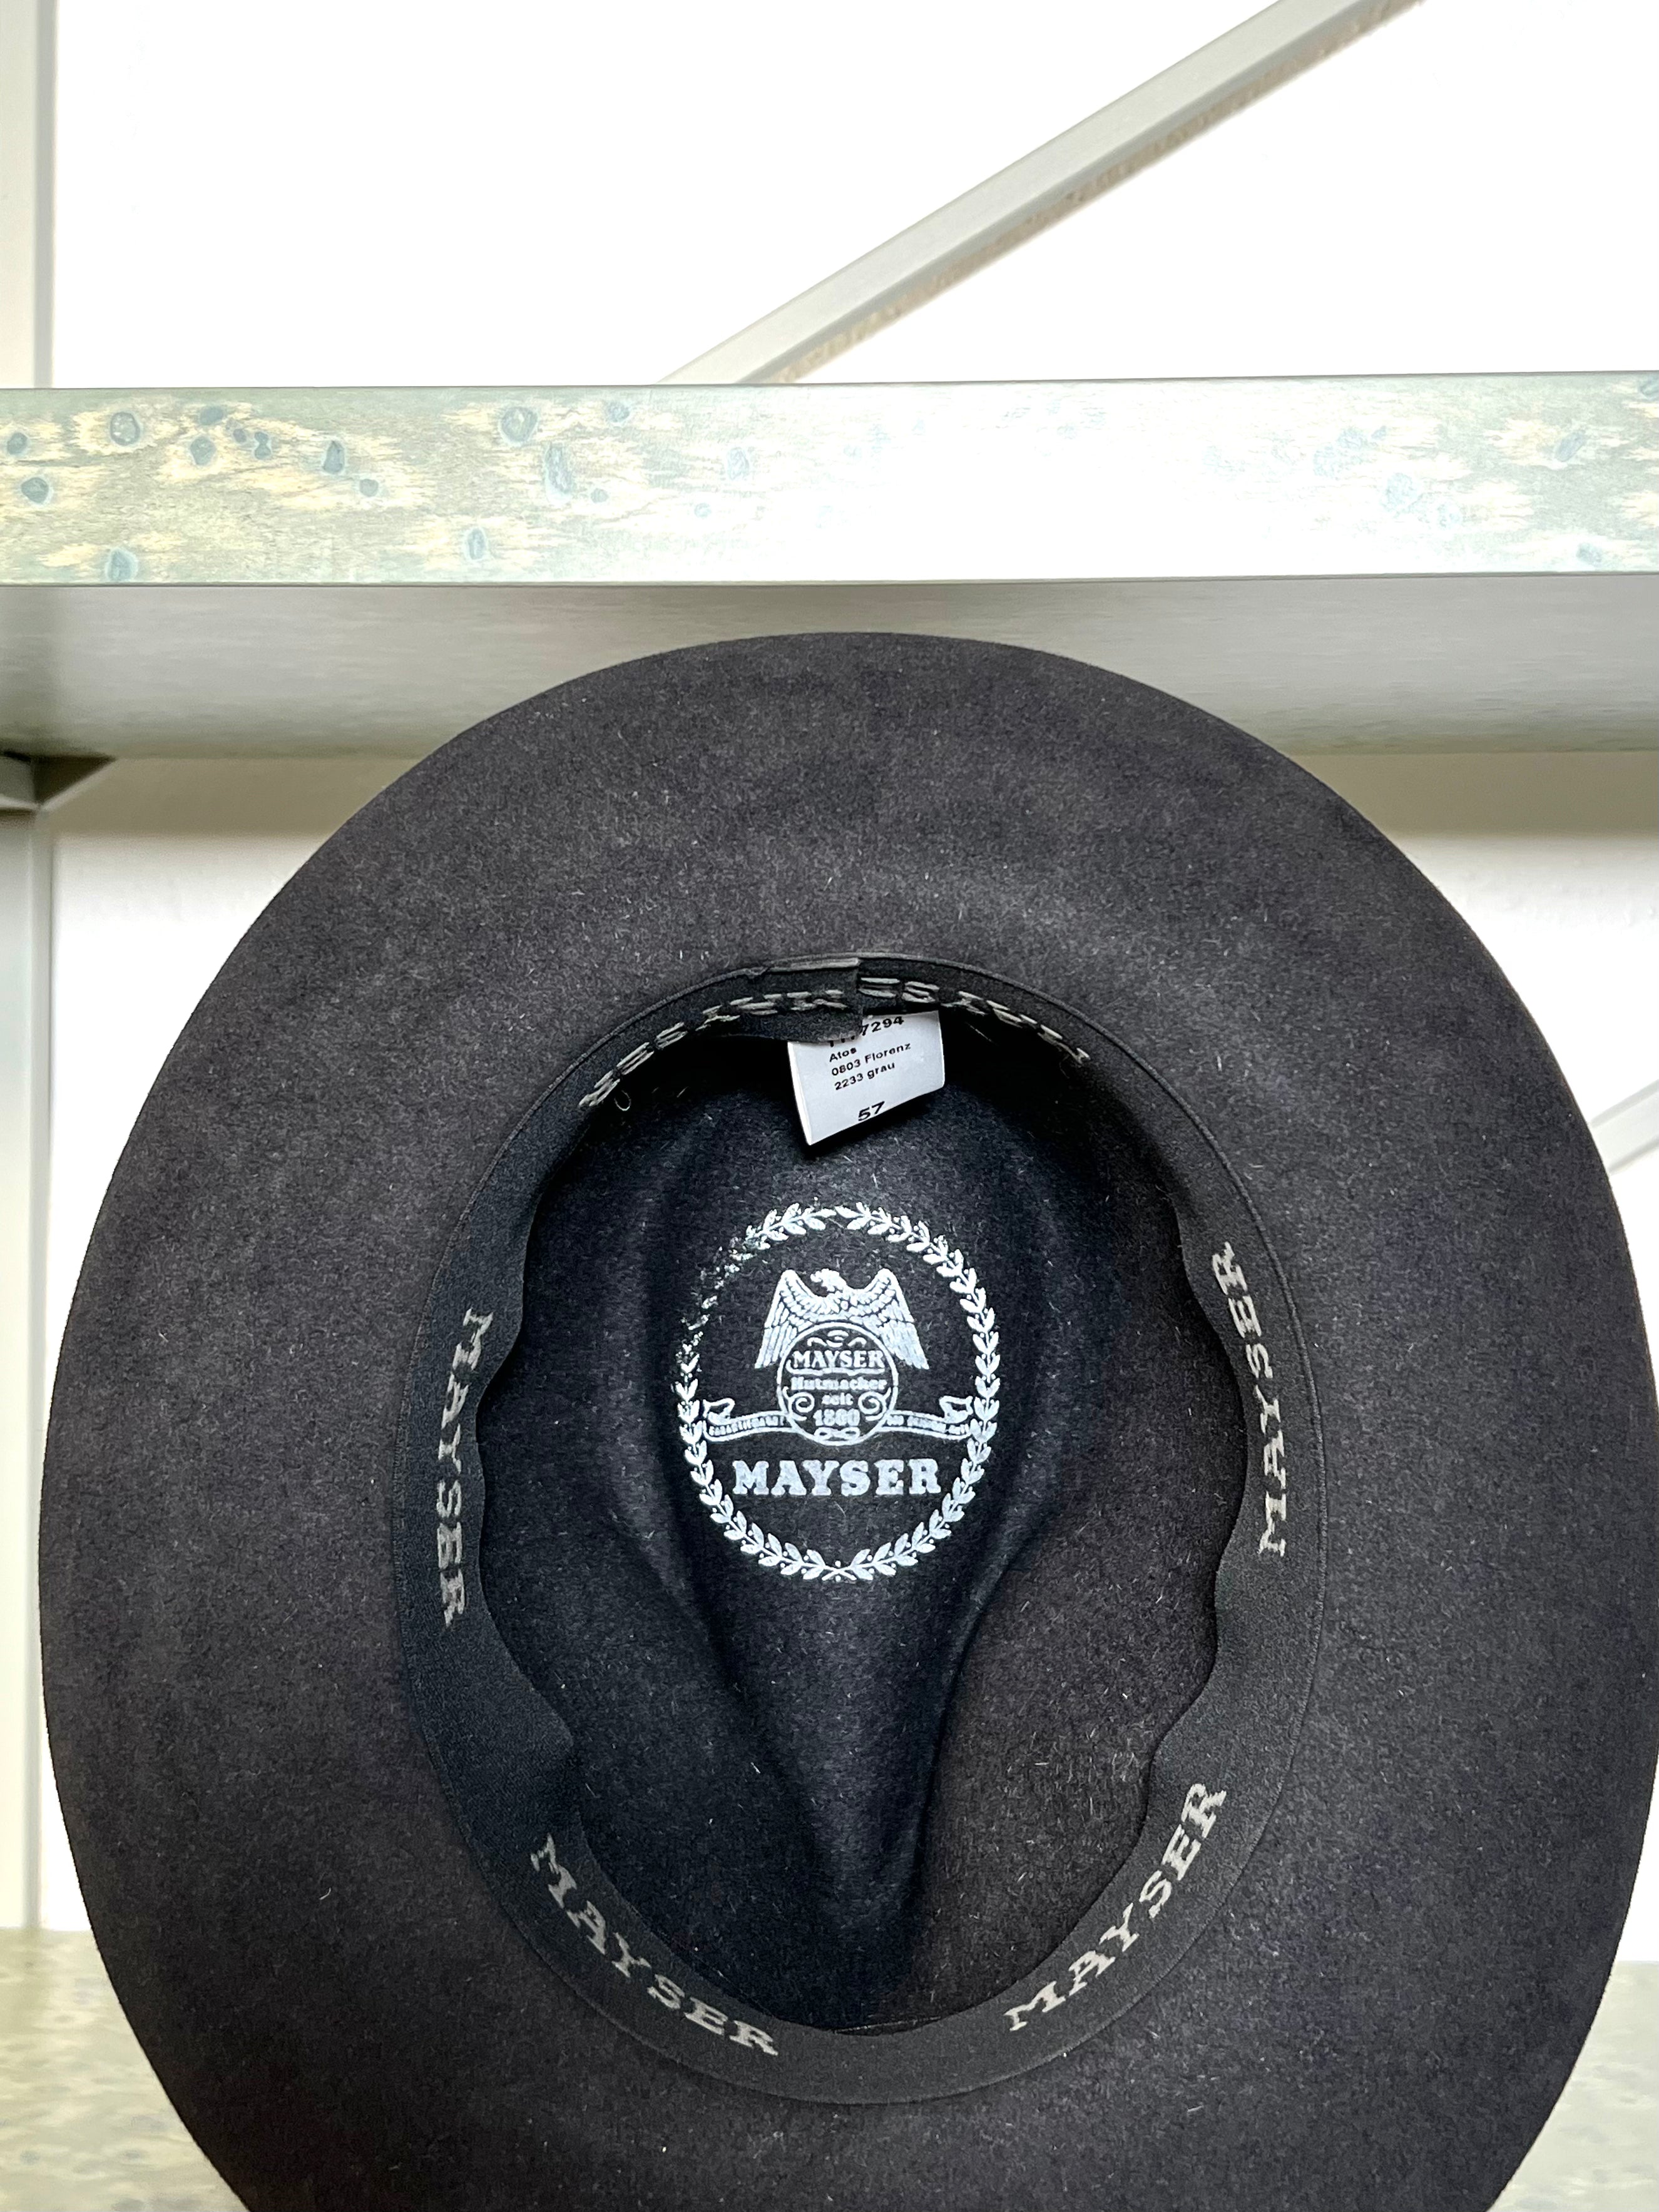 Atos
0803 Florenz
2233 grau
57
MAYSER
Hutmacher
seit
1800
MAYSER
MAYSER
MAYSER
MAYSER
MAYSER